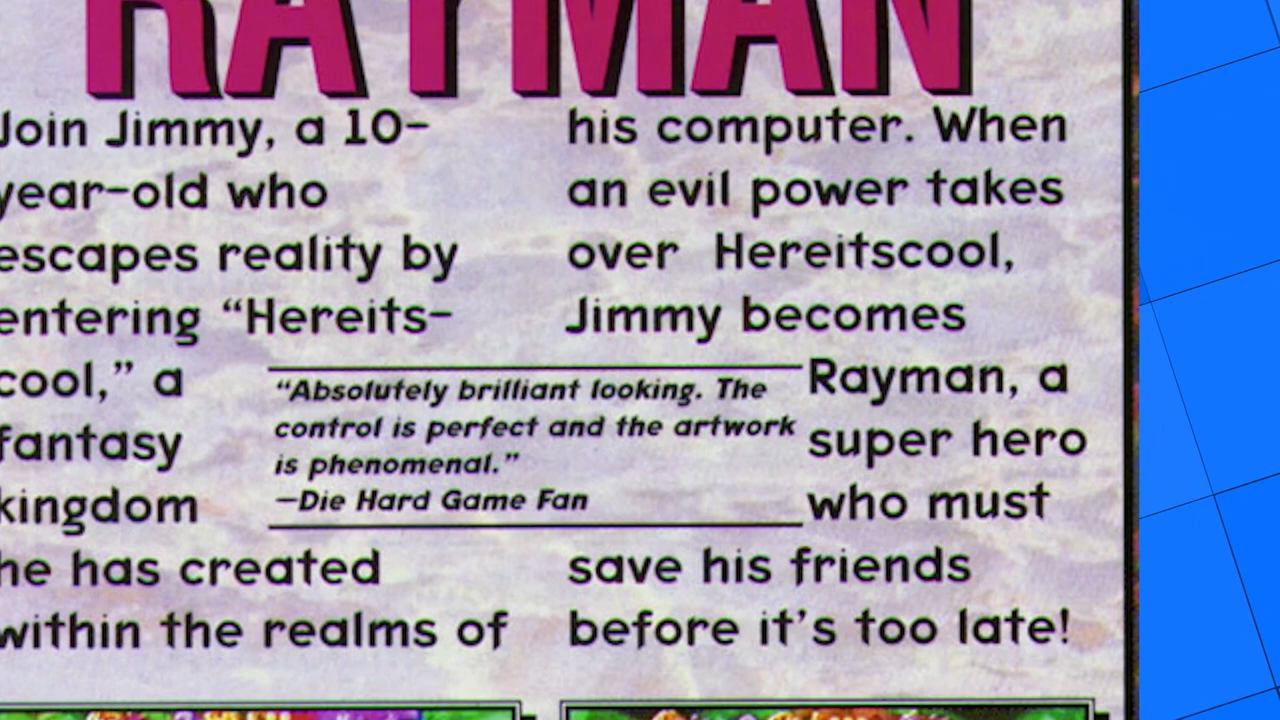 RAYMAN
Join Jimmy, a 10-
year-old who
escapes reality by
entering “Hereits-
cool,” a
fantasy
kingdom
he has created
within the realms of
his computer. When
an evil power takes
over Hereitscool,
Jimmy becomes
Rayman, a
super hero
who must
save his friends
before it’s too late!
“Absolutely brilliant looking. The
control is perfect and the artwork
is phenomenal.”
—Die Hard Game Fan